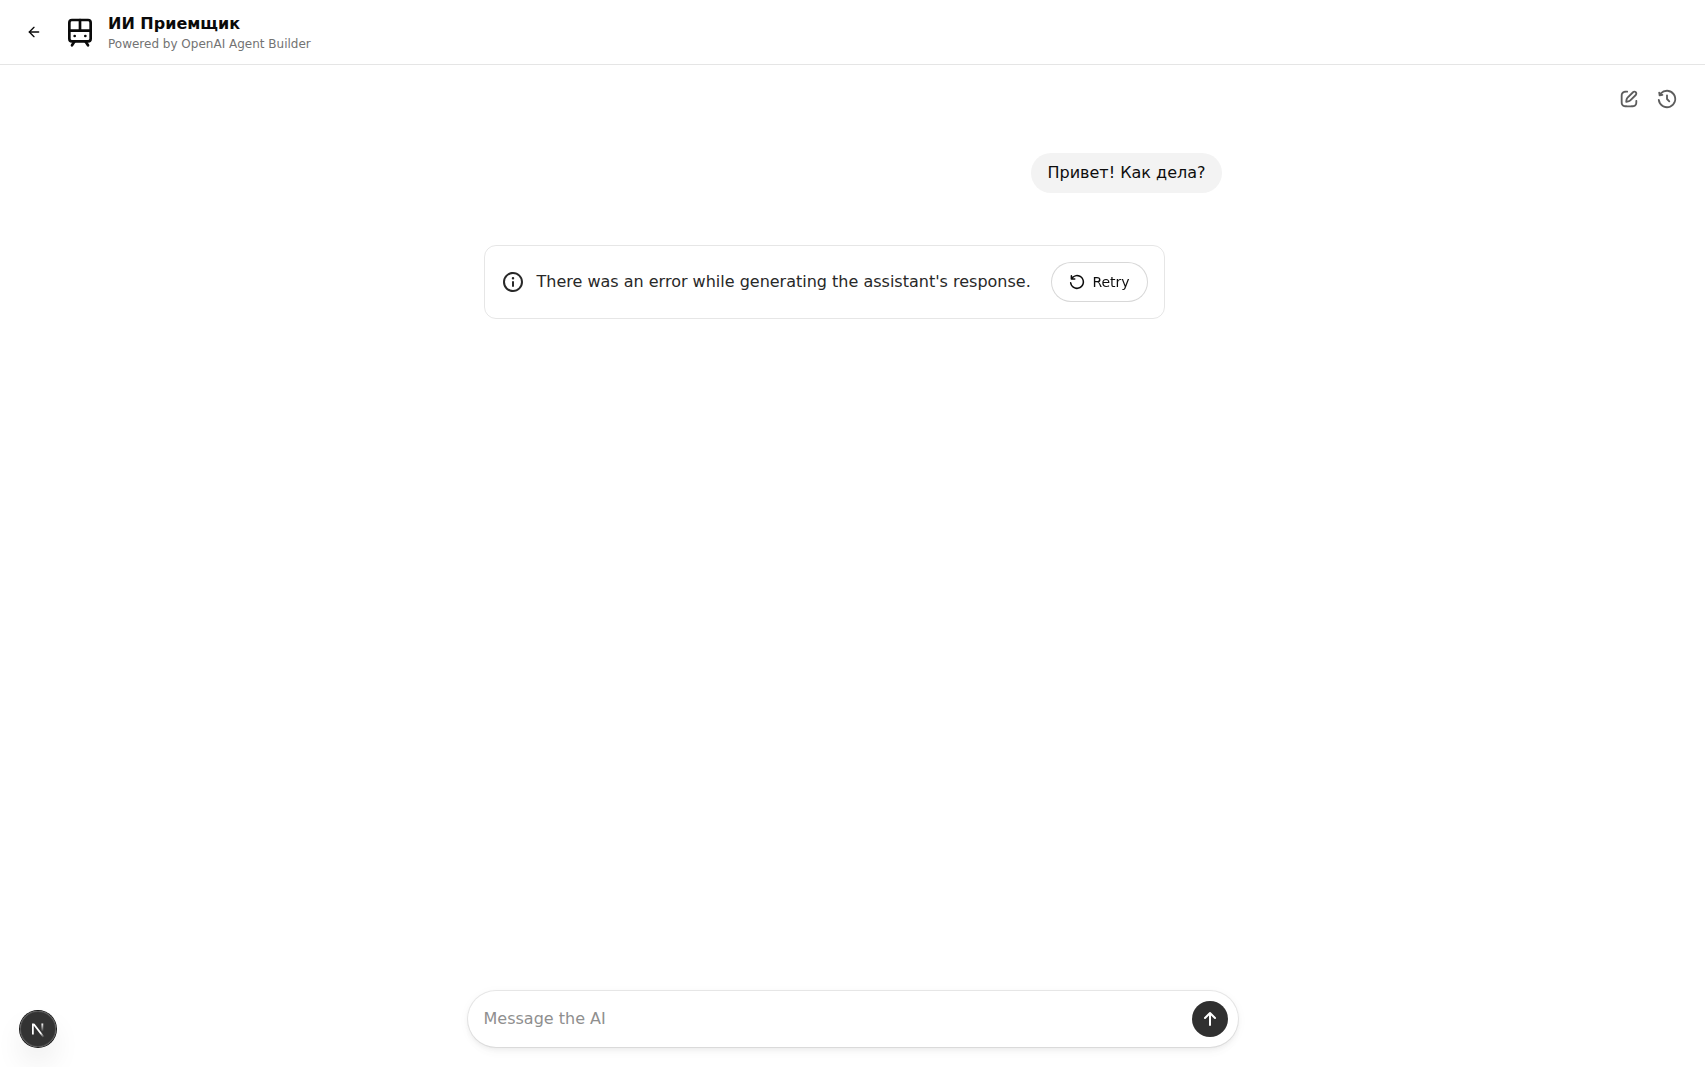 ИИ Приемщик
Powered by OpenAI Agent Builder
Привет! Как дела?
There was an error while generating the assistant's response.
Retry
Message the AI
N